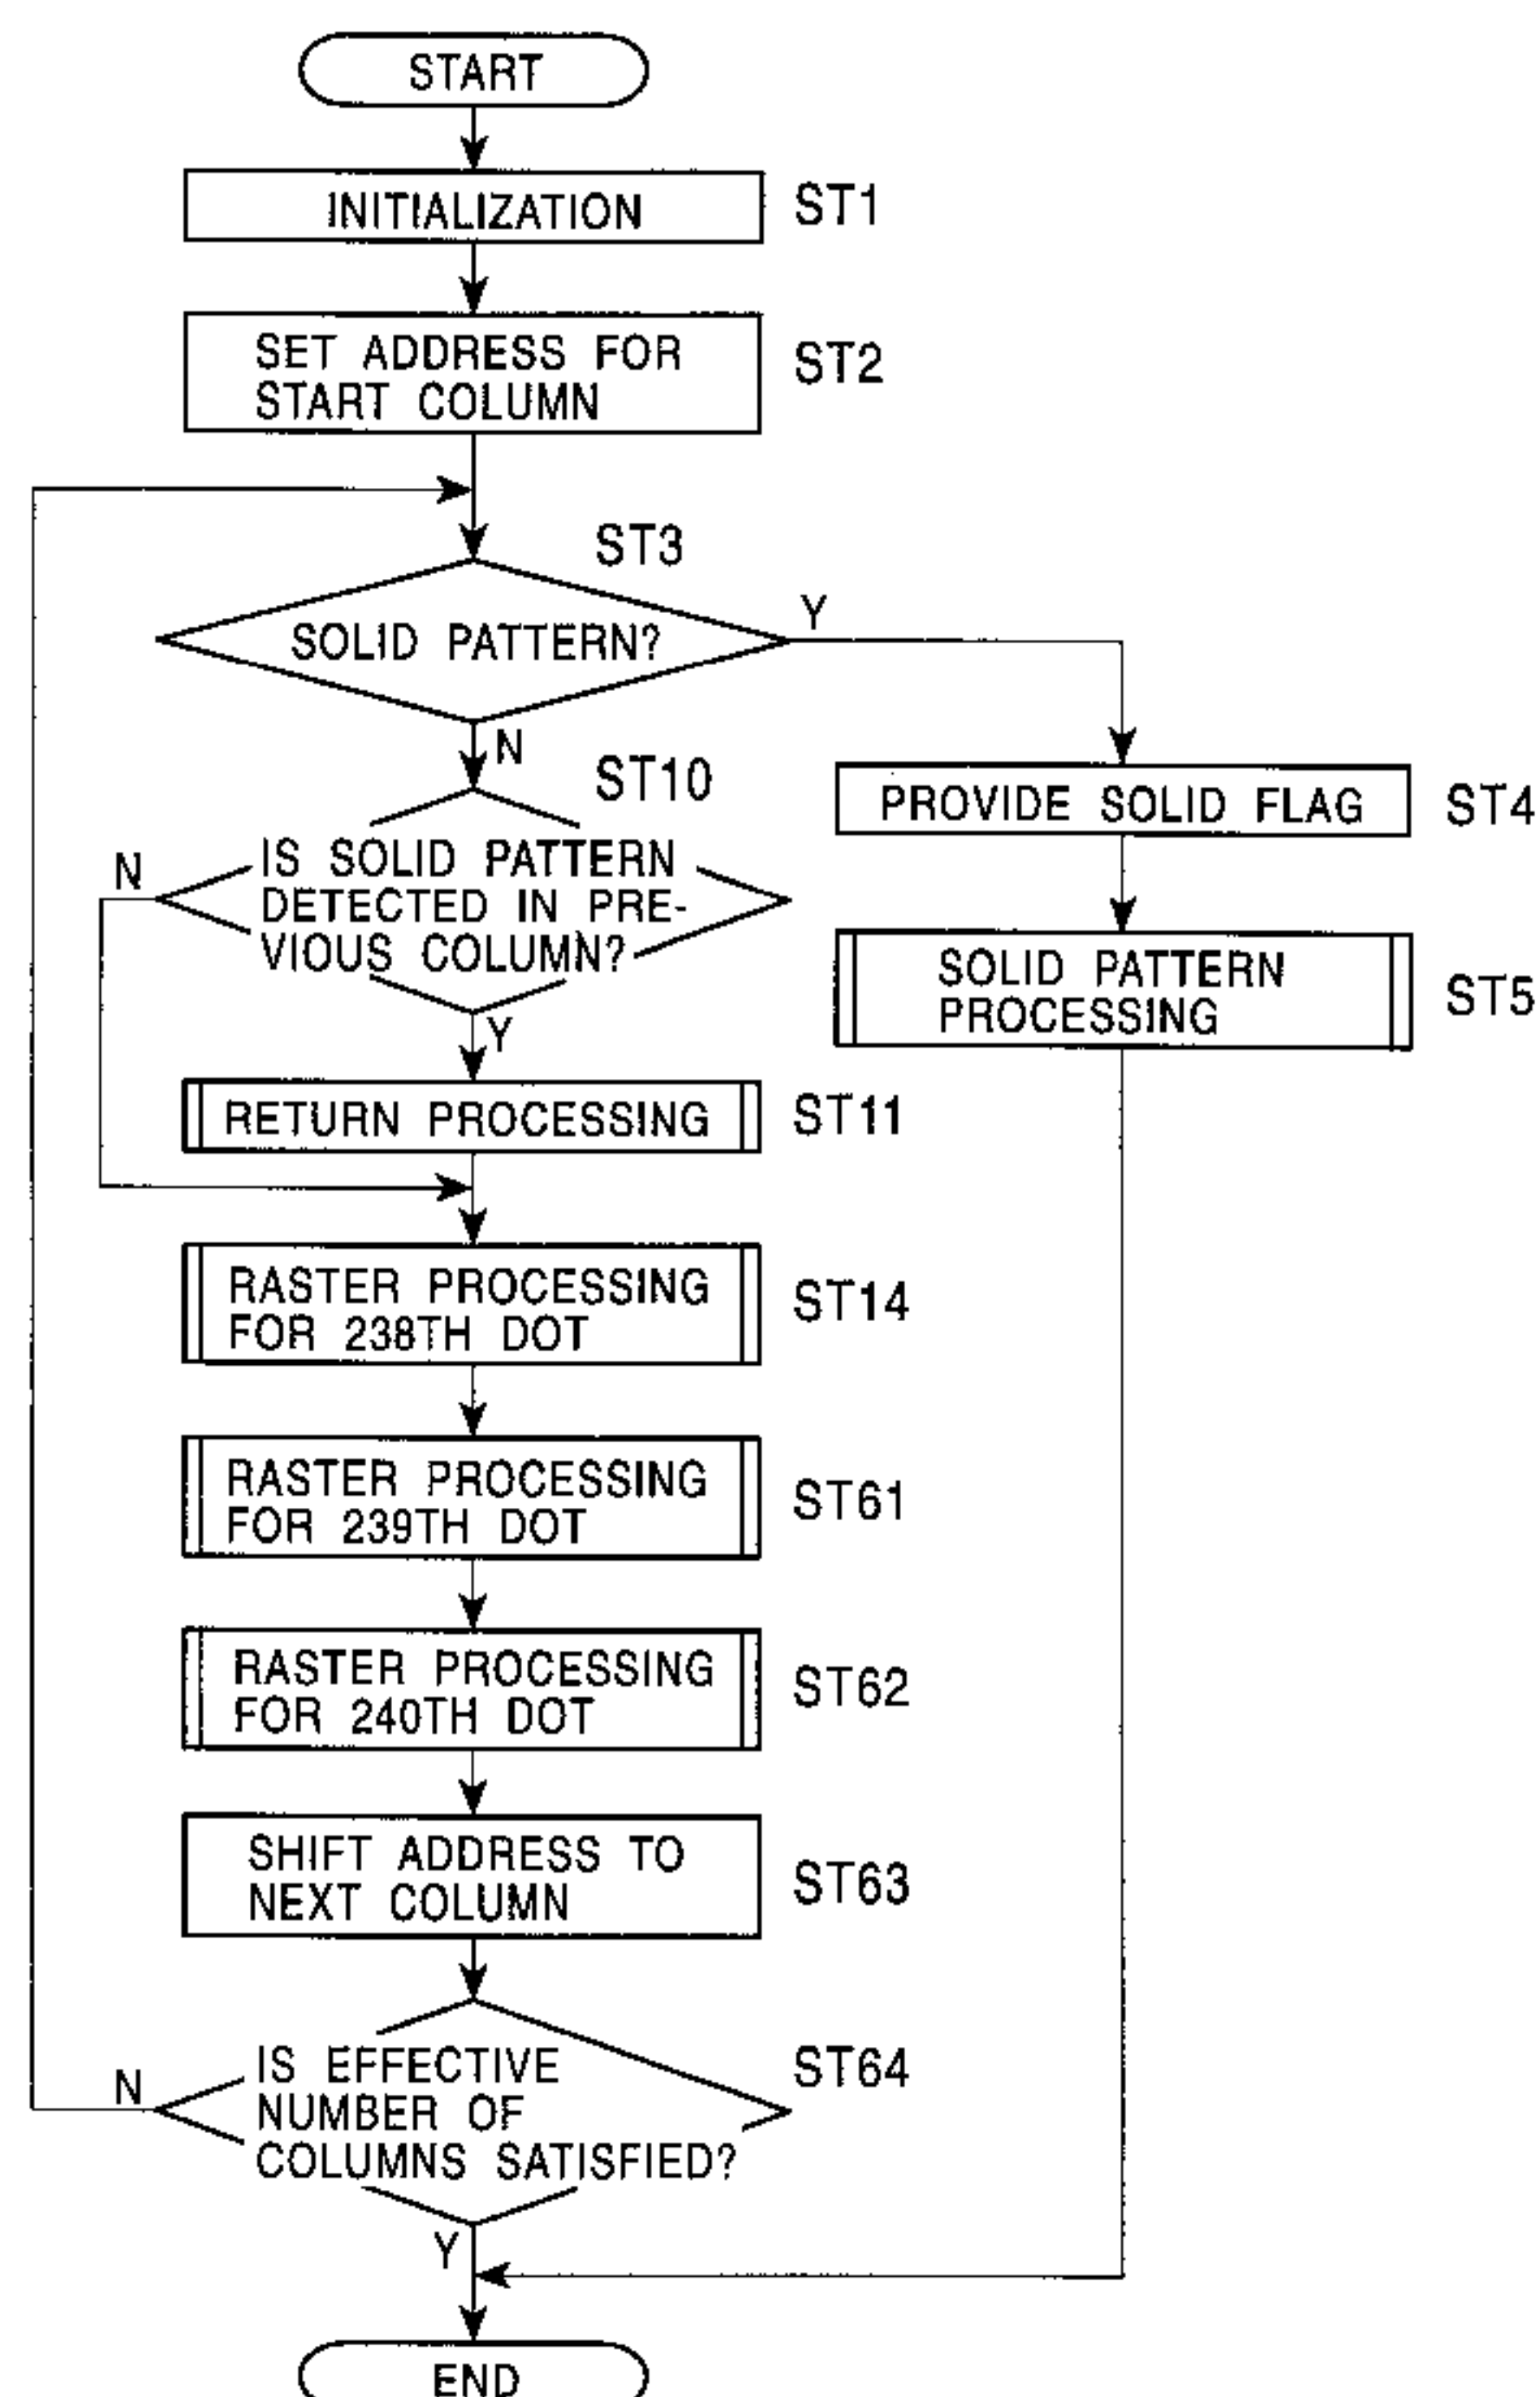 START
INITIALIZATION
ST1
SET ADDRESS FOR
START COLUMN
ST2
ST3
SOLID PATTERN?
Y
N
PROVIDE SOLID FLAG
ST4
SOLID PATTERN
PROCESSING
ST5
ST10
IS SOLID PATTERN
DETECTED IN PRE-
VIOUS COLUMN?
N
Y
RETURN PROCESSING
ST11
RASTER PROCESSING
FOR 238TH DOT
ST14
RASTER PROCESSING
FOR 239TH DOT
ST61
RASTER PROCESSING
FOR 240TH DOT
ST62
SHIFT ADDRESS TO
NEXT COLUMN
ST63
IS EFFECTIVE
NUMBER OF
COLUMNS SATISFIED?
ST64
N
Y
END